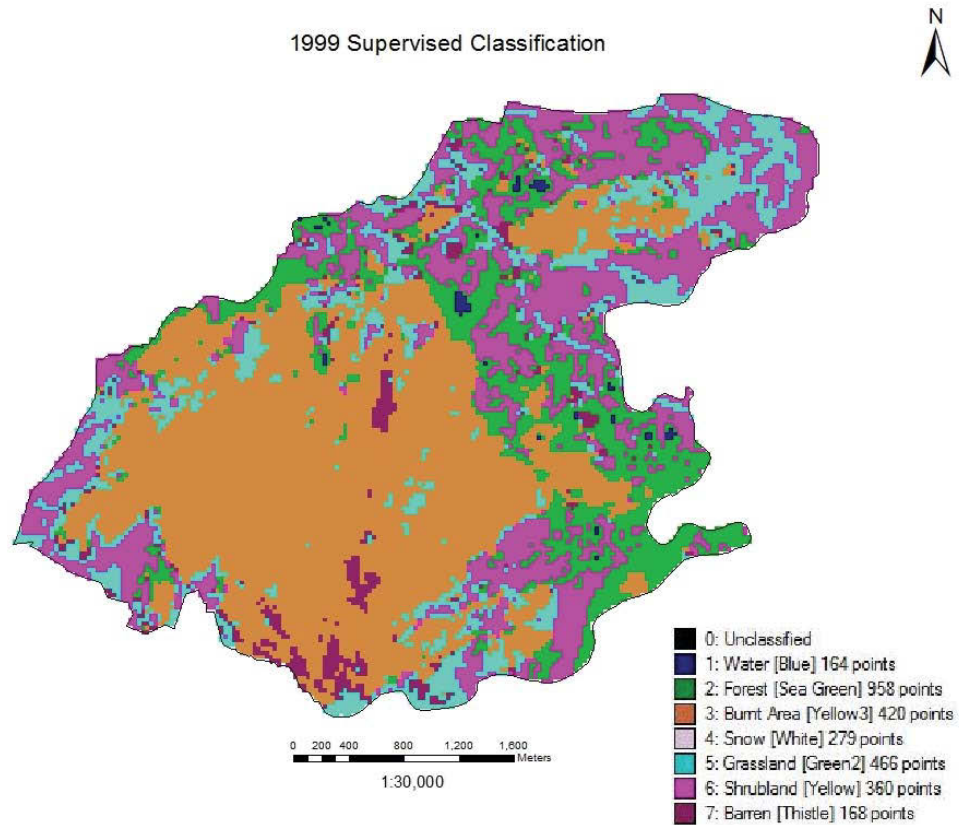 N
1999 Supervised Classification
0: Unclassified
1: Water [Blue] 164 points
2: Forest [Sea Green] 958 points
3: Burnt Area [Yellow3] 420 points
4: Snow [White] 279 points
5: Grassland [Green2] 466 points
6: Shrubland [Yellow] 360 points
7: Barren [Thistle] 168 points
0 200 400 800 1,200 1,600
Meters
1:30,000